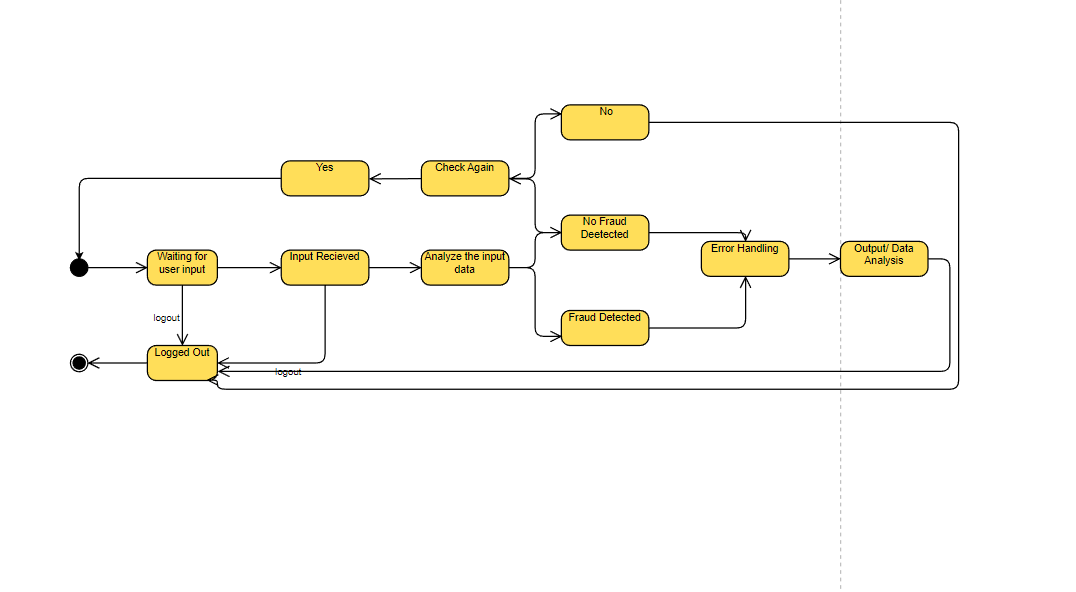 No
Yes
Check Again
No Fraud
Deetected
Waiting for
user input
Input Recieved
Analyze the input
data
Error Handling
Output/ Data
Analysis
logout
Fraud Detected
Logged Out
logout